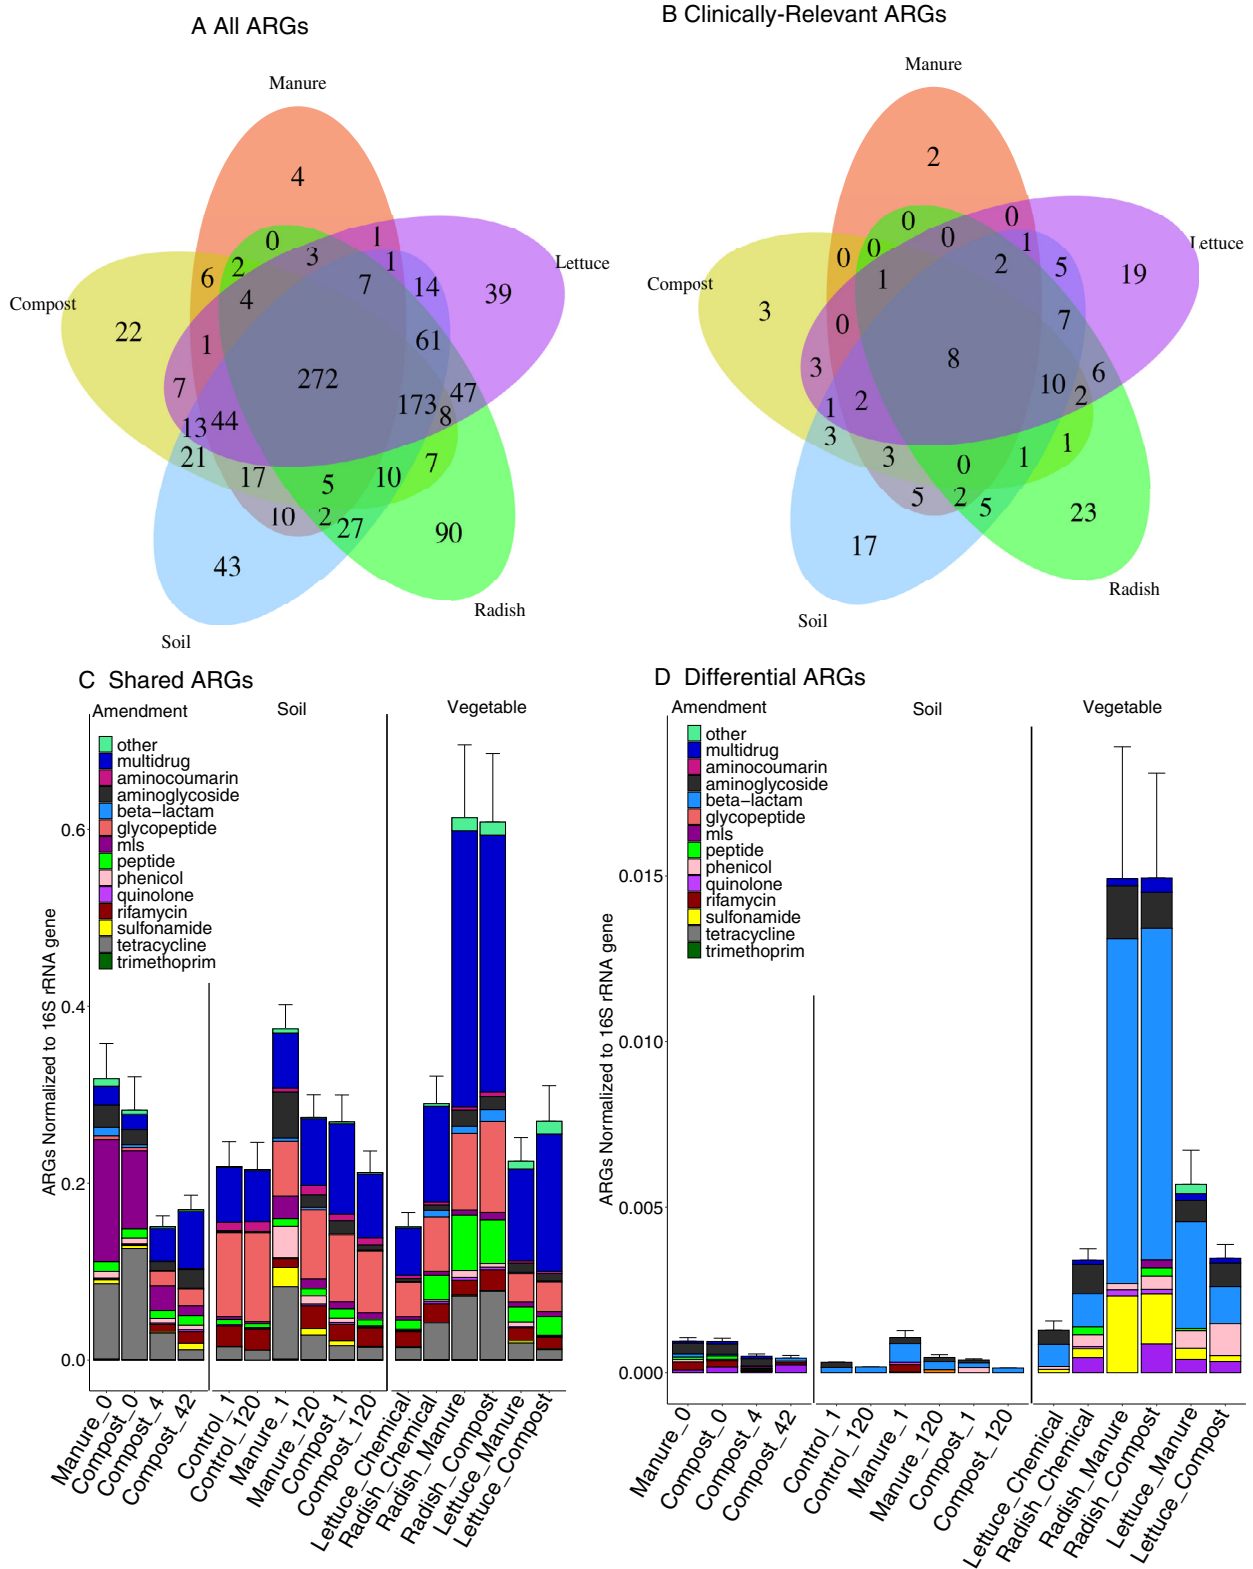 A All ARGs
Manure
Lettuce
Compost
Soil
Radish
4
0
3
1
1
6
2
7
14
39
4
22
1
61
272
7
173
47
8
13
44
21
17
5
10
7
10
2
27
90
43
B Clinically-Relevant ARGs
Manure
Lettuce
Compost
Soil
Radish
2
0
0
0
1
0
0
2
5
19
1
3
0
7
8
3
10
6
2
1
2
3
3
0
1
1
5
2
5
23
17
C Shared ARGs
Amendment
Soil
Vegetable
other
multidrug
aminocoumarin
aminoglycoside
beta-lactam
glycopeptide
mls
peptide
phenicol
quinolone
rifamycin
sulfonamide
tetracycline
trimethoprim
ARGs Normalized to 16S rRNA gene
0.6
0.4
0.2
0.0
Manure_0
Compost_0
Compost_4
Compost_42
Control_1
Control_120
Manure_1
Manure_120
Compost_1
Compost_120
Lettuce_Chemical
Radish_Chemical
Radish_Manure
Radish_Compost
Lettuce_Manure
Lettuce_Compost
D Differential ARGs
Amendment
Soil
Vegetable
other
multidrug
aminocoumarin
aminoglycoside
beta-lactam
glycopeptide
mls
peptide
phenicol
quinolone
rifamycin
sulfonamide
tetracycline
trimethoprim
ARGs Normalized to 16S rRNA gene
0.015
0.010
0.005
0.000
Manure_0
Compost_0
Compost_4
Compost_42
Control_1
Control_120
Manure_1
Manure_120
Compost_1
Compost_120
Lettuce_Chemical
Radish_Chemical
Radish_Manure
Radish_Compost
Lettuce_Manure
Lettuce_Compost